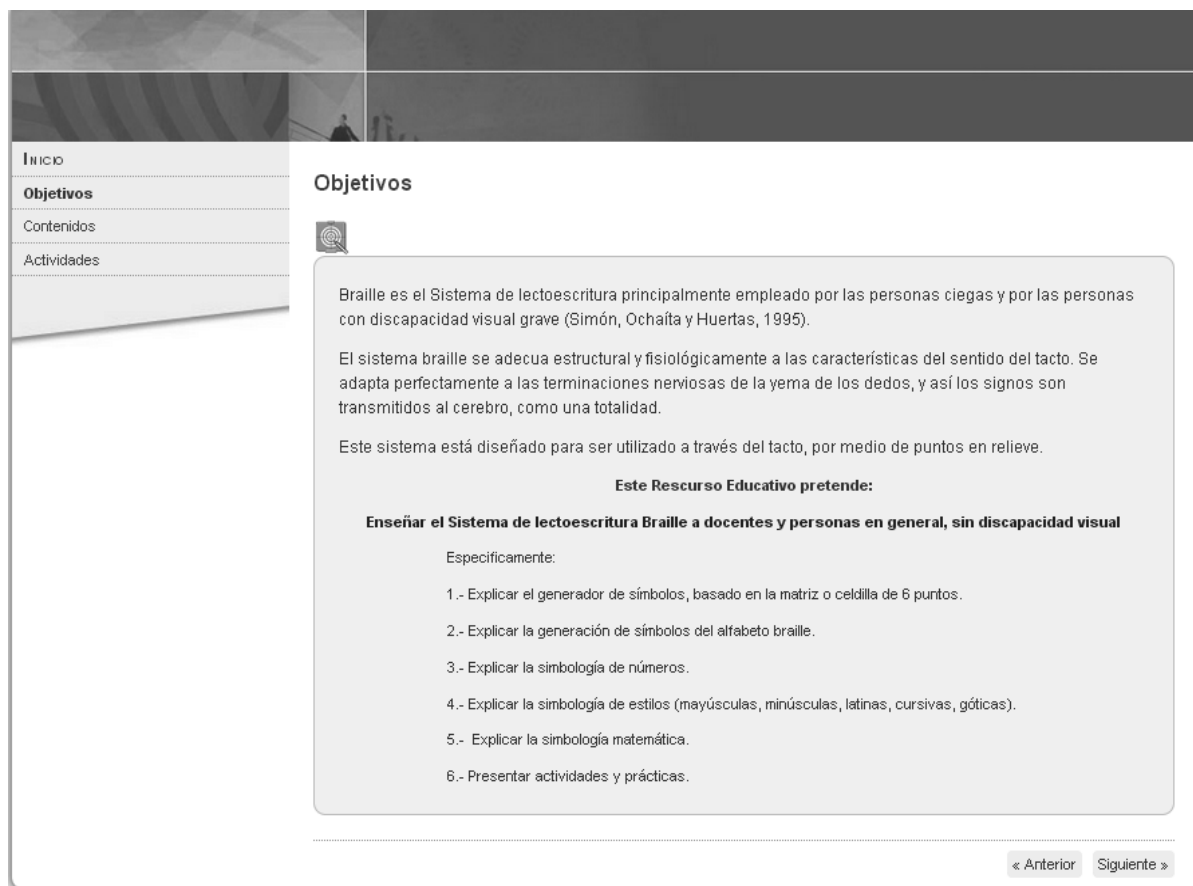 INICIO
Objetivos
Contenidos
Actividades
Objetivos
Braille es el Sistema de lectoescritura principalmente empleado por las personas ciegas y por las personas
con discapacidad visual grave (Simón, Ochaíta y Huertas, 1995).
El sistema braille se adecua estructural y fisiológicamente a las características del sentido del tacto. Se
adapta perfectamente a las terminaciones nerviosas de la yema de los dedos, y así los signos son
transmitidos al cerebro, como una totalidad.
Este sistema está diseñado para ser utilizado a través del tacto, por medio de puntos en relieve.
Este Rescurso Educativo pretende:
Enseñar el Sistema de lectoescritura Braille a docentes y personas en general, sin discapacidad visual
Especificamente:
1.- Explicar el generador de símbolos, basado en la matriz o celdilla de 6 puntos.
2.- Explicar la generación de símbolos del alfabeto braille.
3.- Explicar la simbología de números.
4.- Explicar la simbología de estilos (mayúsculas, minúsculas, latinas, cursivas, góticas).
5.- Explicar la simbología matemática.
6.- Presentar actividades y prácticas.
« Anterior Siguiente »